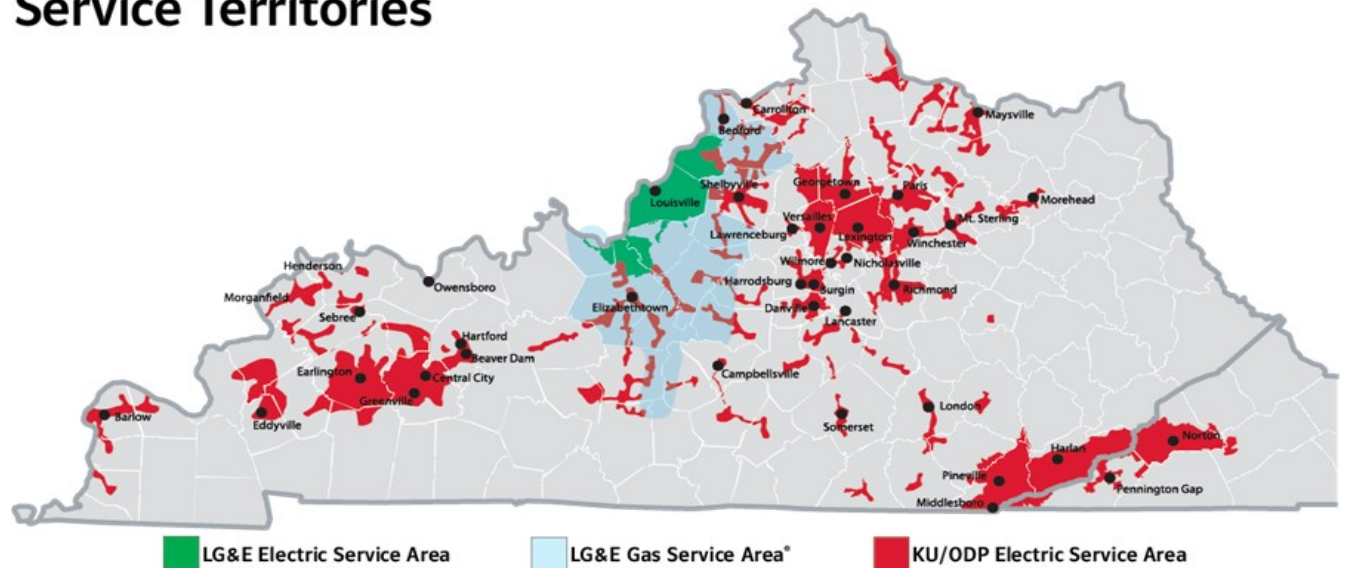 Service Territories
Carrollton
Bedford
Maysville
Shelbyville
Georgetown
Paris
Louisville
Morehead
Versailles
Mt. Sterling
Lawrenceburg
Lexington
Winchester
Wilmore
Nicholasville
Henderson
Harrodsburg
Burgin
Richmond
Owensboro
Morganfield
Elizabethtown
Danville
Sebree
Lancaster
Hartford
Beaver Dam
Earlington
Central City
Campbellsville
Greenville
London
Barlow
Eddyville
Somerset
Norton
Harlan
Pineville
Pennington Gap
Middlesboro
LG&E Electric Service Area
LG&E Gas Service Area*
KU/ODP Electric Service Area